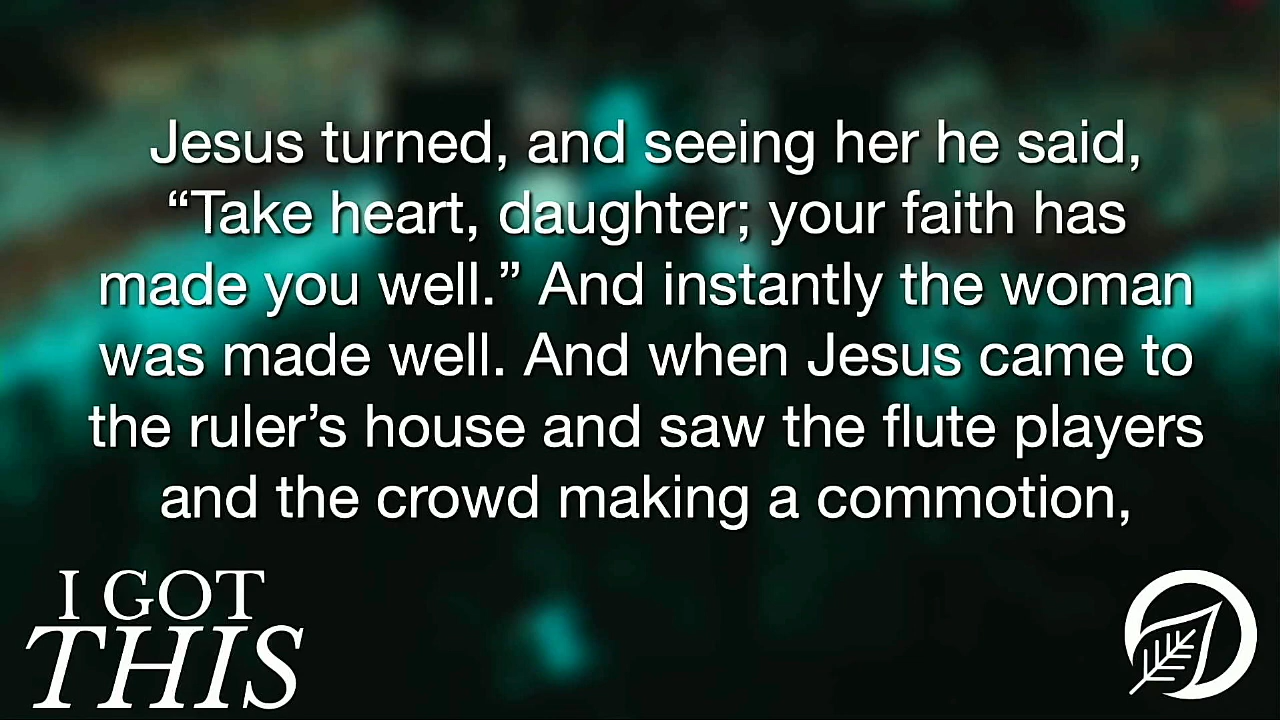 Jesus turned, and seeing her he said,
“Take heart, daughter; your faith has
made you well.” And instantly the woman
was made well. And when Jesus came to
the ruler’s house and saw the flute players
and the crowd making a commotion,
I GOT
THIS